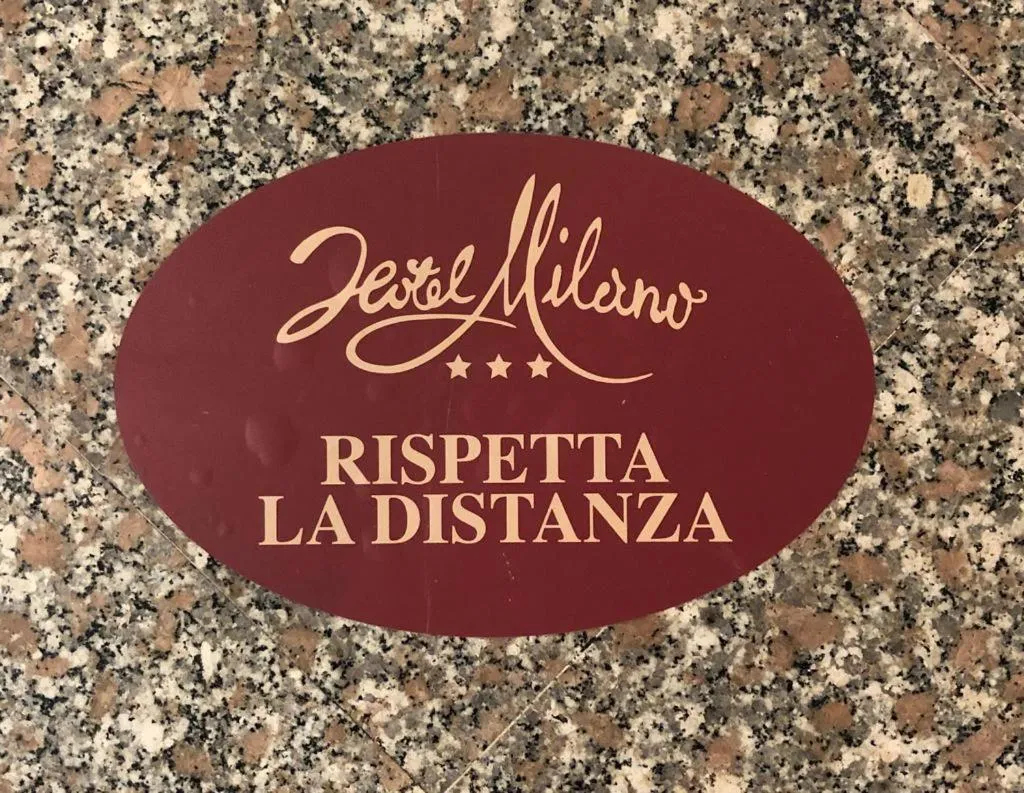 Hotel Milano
RISPETTA
LA DISTANZA